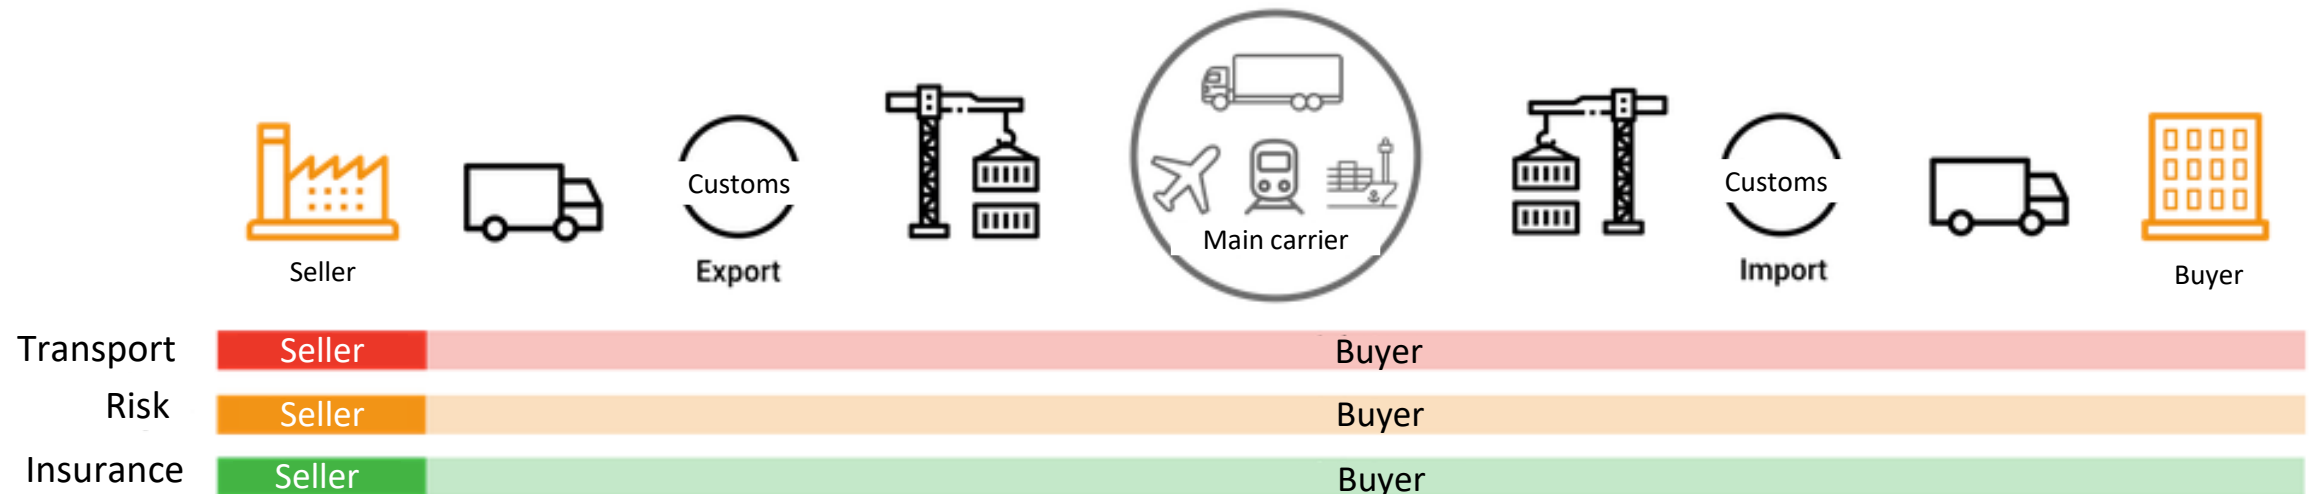 Customs
Customs
Main carrier
Seller
Export
Import
Buyer
Transport Seller Buyer
Risk Seller Buyer
Insurance Seller Buyer